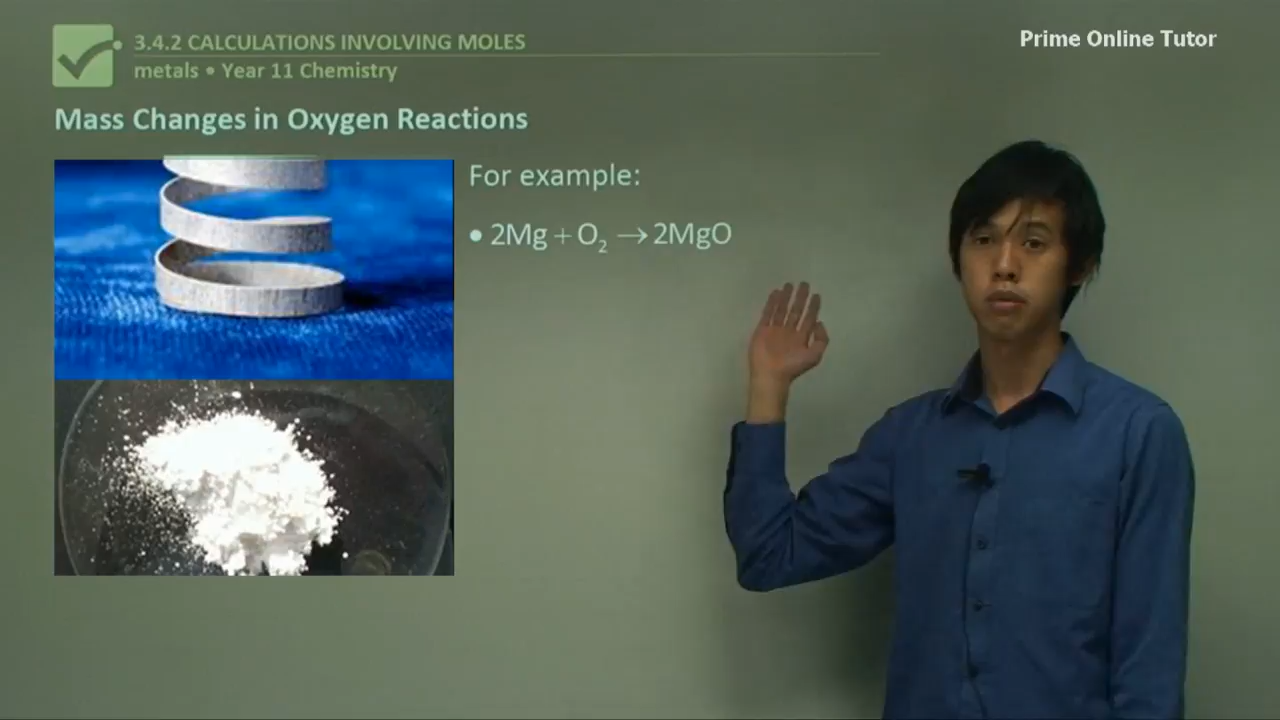 3.4.2 CALCULATIONS INVOLVING MOLES
metals • Year 11 Chemistry
Prime Online Tutor
Mass Changes in Oxygen Reactions
For example:
• 2Mg + O₂ → 2MgO